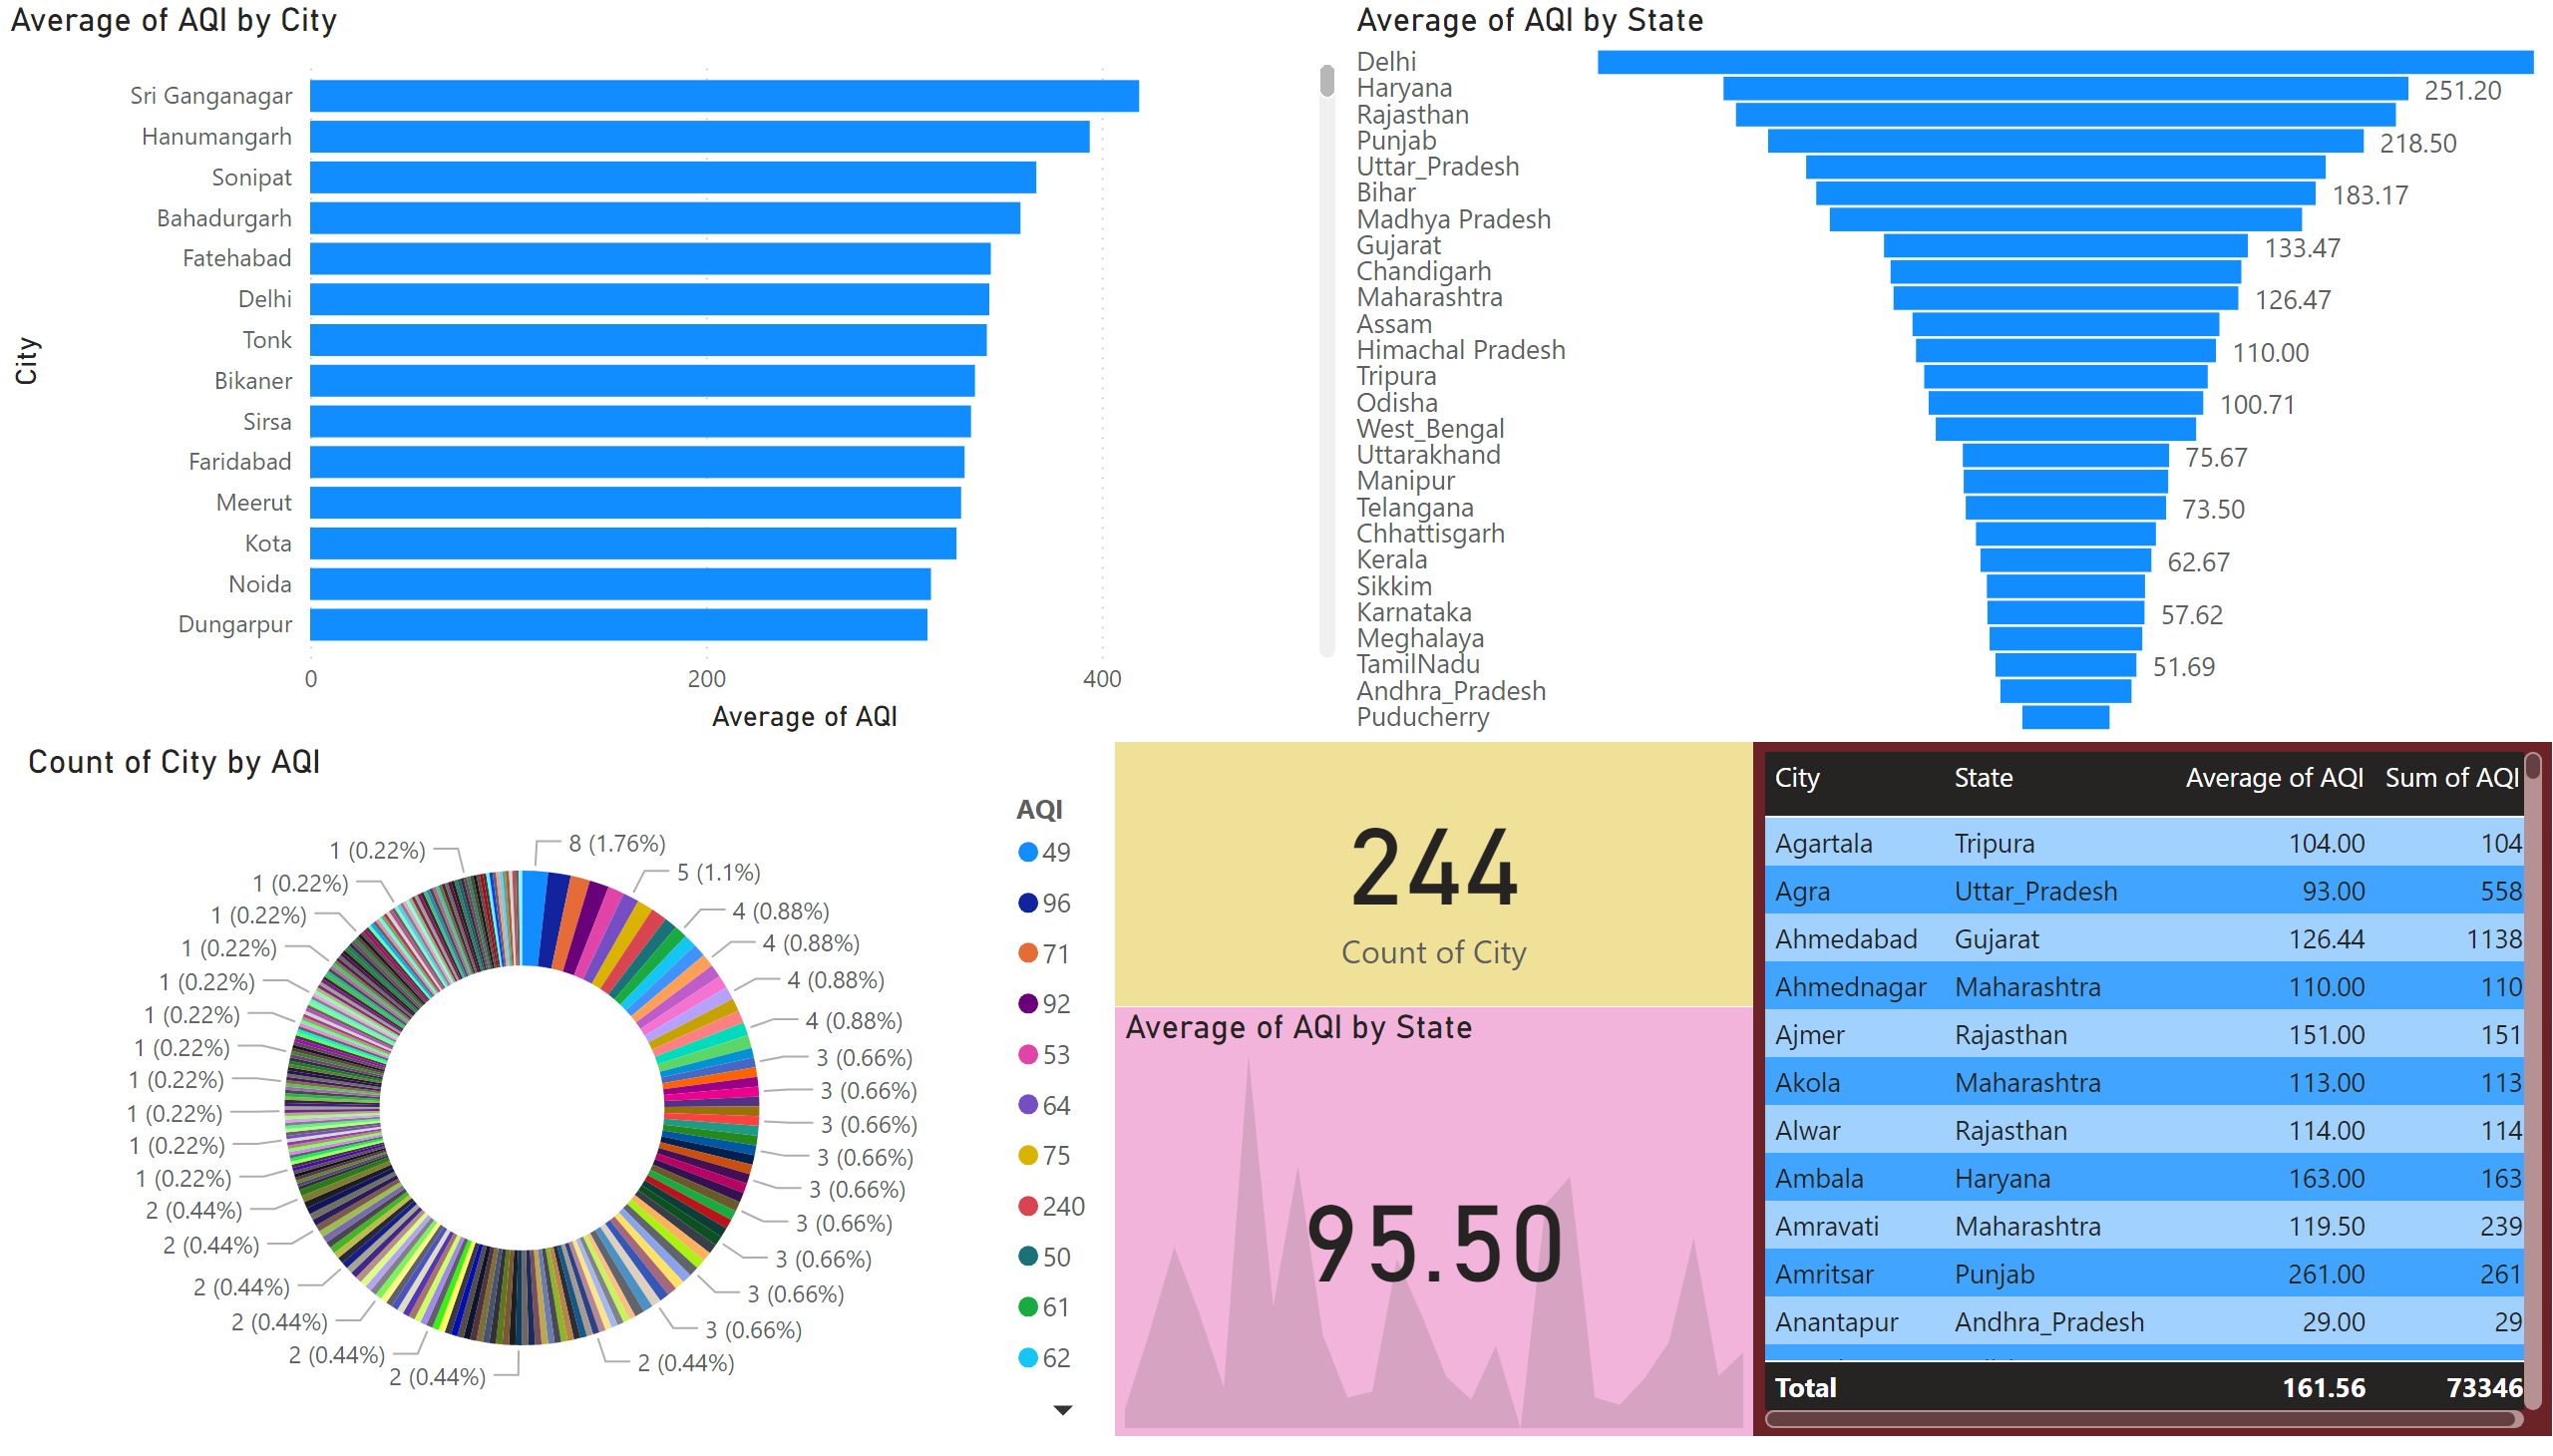 Average of AQI by City
City
Sri Ganganagar
Hanumangarh
Sonipat
Bahadurgarh
Fatehabad
Delhi
Tonk
Bikaner
Sirsa
Faridabad
Meerut
Kota
Noida
Dungarpur
0 200 400
Average of AQI
Average of AQI by State
Delhi
Haryana 251.20
Rajasthan
Punjab 218.50
Uttar_Pradesh
Bihar 183.17
Madhya Pradesh
Gujarat 133.47
Chandigarh
Maharashtra 126.47
Assam
Himachal Pradesh 110.00
Tripura
Odisha 100.71
West_Bengal
Uttarakhand 75.67
Manipur
Telangana 73.50
Chhattisgarh
Kerala 62.67
Sikkim
Karnataka 57.62
Meghalaya
TamilNadu 51.69
Andhra_Pradesh
Puducherry
Count of City by AQI
8 (1.76%)
5 (1.1%)
4 (0.88%)
4 (0.88%)
4 (0.88%)
4 (0.88%)
3 (0.66%)
3 (0.66%)
3 (0.66%)
3 (0.66%)
3 (0.66%)
3 (0.66%)
3 (0.66%)
3 (0.66%)
3 (0.66%)
2 (0.44%)
2 (0.44%)
2 (0.44%)
2 (0.44%)
2 (0.44%)
2 (0.44%)
2 (0.44%)
1 (0.22%)
1 (0.22%)
1 (0.22%)
1 (0.22%)
1 (0.22%)
1 (0.22%)
1 (0.22%)
1 (0.22%)
1 (0.22%)
1 (0.22%)
1 (0.22%)
AQI
49
96
71
92
53
64
75
240
50
61
62
244
Count of City
Average of AQI by State
95.50
City State Average of AQI Sum of AQI
Agartala Tripura 104.00 104
Agra Uttar_Pradesh 93.00 558
Ahmedabad Gujarat 126.44 1138
Ahmednagar Maharashtra 110.00 110
Ajmer Rajasthan 151.00 151
Akola Maharashtra 113.00 113
Alwar Rajasthan 114.00 114
Ambala Haryana 163.00 163
Amravati Maharashtra 119.50 239
Amritsar Punjab 261.00 261
Anantapur Andhra_Pradesh 29.00 29
Total 161.56 73346